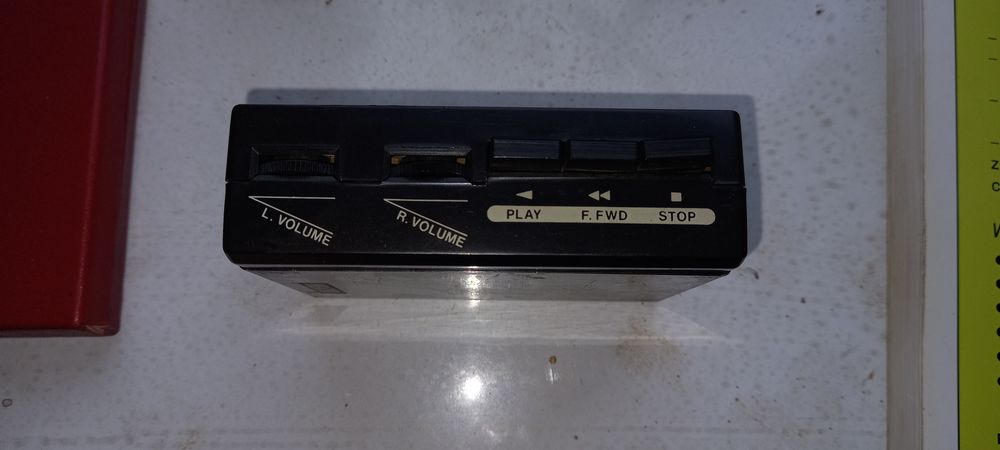 L. VOLUME
R. VOLUME
PLAY F. FWD STOP